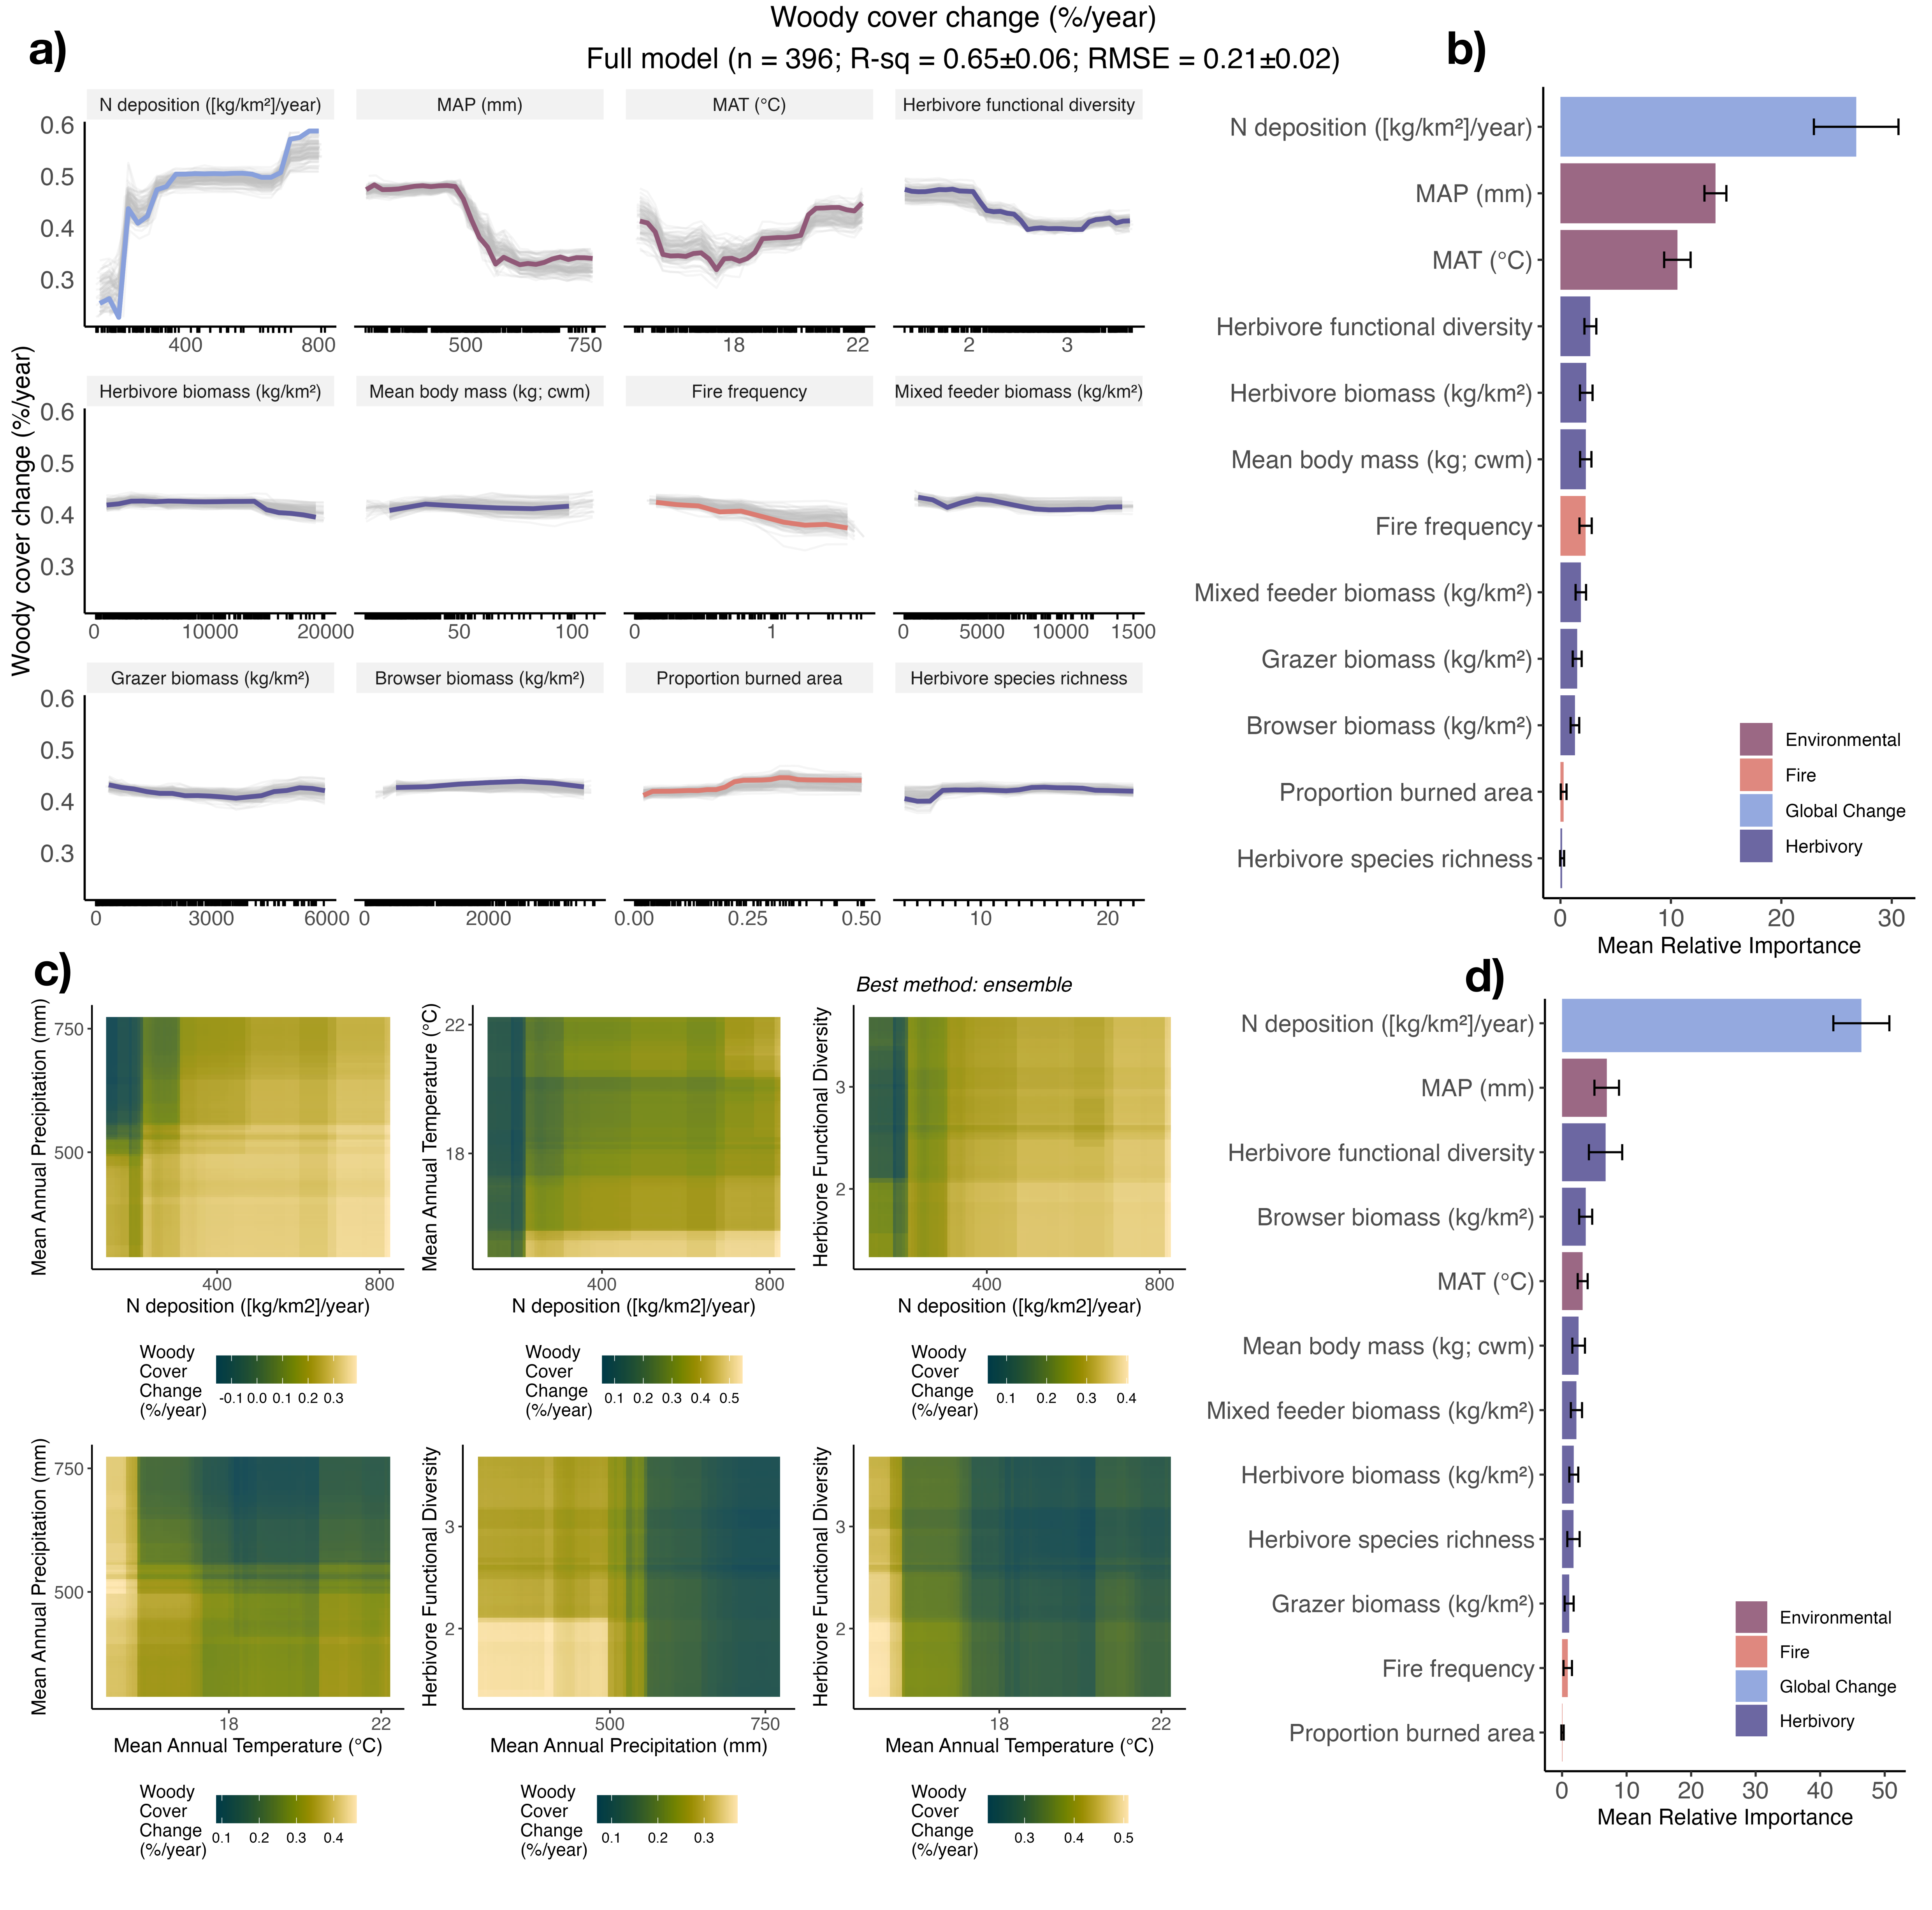 Woody cover change (%/year)
Full model (n = 396; R-sq = 0.65±0.06; RMSE = 0.21±0.02)
a)
N deposition ([kg/km²]/year)
MAP (mm)
MAT (°C)
Herbivore functional diversity
0.6
0.5
0.4
0.3
400 800
500 750
18 22
2 3
Woody cover change (%/year)
Herbivore biomass (kg/km²)
Mean body mass (kg; cwm)
Fire frequency
Mixed feeder biomass (kg/km²)
0.6
0.5
0.4
0.3
0 10000 20000
50 100
0 1
0 5000 10000 1500
Grazer biomass (kg/km²)
Browser biomass (kg/km²)
Proportion burned area
Herbivore species richness
0.6
0.5
0.4
0.3
0 3000 6000
0 2000
0.00 0.25 0.50
10 20
b)
N deposition ([kg/km²]/year)
MAP (mm)
MAT (°C)
Herbivore functional diversity
Herbivore biomass (kg/km²)
Mean body mass (kg; cwm)
Fire frequency
Mixed feeder biomass (kg/km²)
Grazer biomass (kg/km²)
Browser biomass (kg/km²)
Proportion burned area
Herbivore species richness
Environmental
Fire
Global Change
Herbivory
0 10 20 30
Mean Relative Importance
c)
Best method: ensemble
Mean Annual Precipitation (mm)
750
500
400 800
N deposition ([kg/km2]/year)
Woody
Cover
Change
(%/year)
-0.1 0.0 0.1 0.2 0.3
Mean Annual Temperature (°C)
22
18
400 800
N deposition ([kg/km2]/year)
Woody
Cover
Change
(%/year)
0.1 0.2 0.3 0.4 0.5
Herbivore Functional Diversity
3
2
400 800
N deposition ([kg/km2]/year)
Woody
Cover
Change
(%/year)
0.1 0.2 0.3 0.4
Mean Annual Precipitation (mm)
750
500
18 22
Mean Annual Temperature (°C)
Woody
Cover
Change
(%/year)
0.1 0.2 0.3 0.4
Herbivore Functional Diversity
3
2
500 750
Mean Annual Precipitation (mm)
Woody
Cover
Change
(%/year)
0.1 0.2 0.3
Herbivore Functional Diversity
3
2
18 22
Mean Annual Temperature (°C)
Woody
Cover
Change
(%/year)
0.3 0.4 0.5
d)
N deposition ([kg/km²]/year)
MAP (mm)
Herbivore functional diversity
Browser biomass (kg/km²)
MAT (°C)
Mean body mass (kg; cwm)
Mixed feeder biomass (kg/km²)
Herbivore biomass (kg/km²)
Herbivore species richness
Grazer biomass (kg/km²)
Fire frequency
Proportion burned area
Environmental
Fire
Global Change
Herbivory
0 10 20 30 40 50
Mean Relative Importance